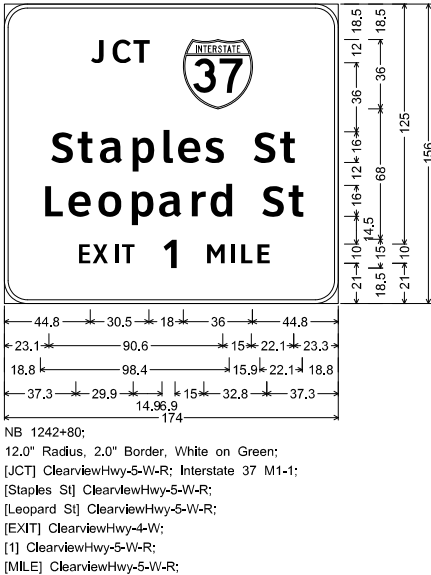 JCT INTERSTATE 37
Staples St
Leopard St
EXIT 1 MILE
18.5 12 36 16 12 16 14.5 10 21
18.5 36 68 15 18.5
125 10 21
156
44.8 30.5 18 36 44.8
23.1 90.6 15 22.1 23.3
18.8 98.4 15.9 22.1 18.8
37.3 29.9 14.9 6.9 15 32.8 37.3
174
NB 1242+80;
12.0" Radius, 2.0" Border, White on Green;
[JCT] ClearviewHwy-5-W-R; Interstate 37 M1-1;
[Staples St] ClearviewHwy-5-W-R;
[Leopard St] ClearviewHwy-5-W-R;
[EXIT] ClearviewHwy-4-W;
[1] ClearviewHwy-5-W-R;
[MILE] ClearviewHwy-5-W-R;